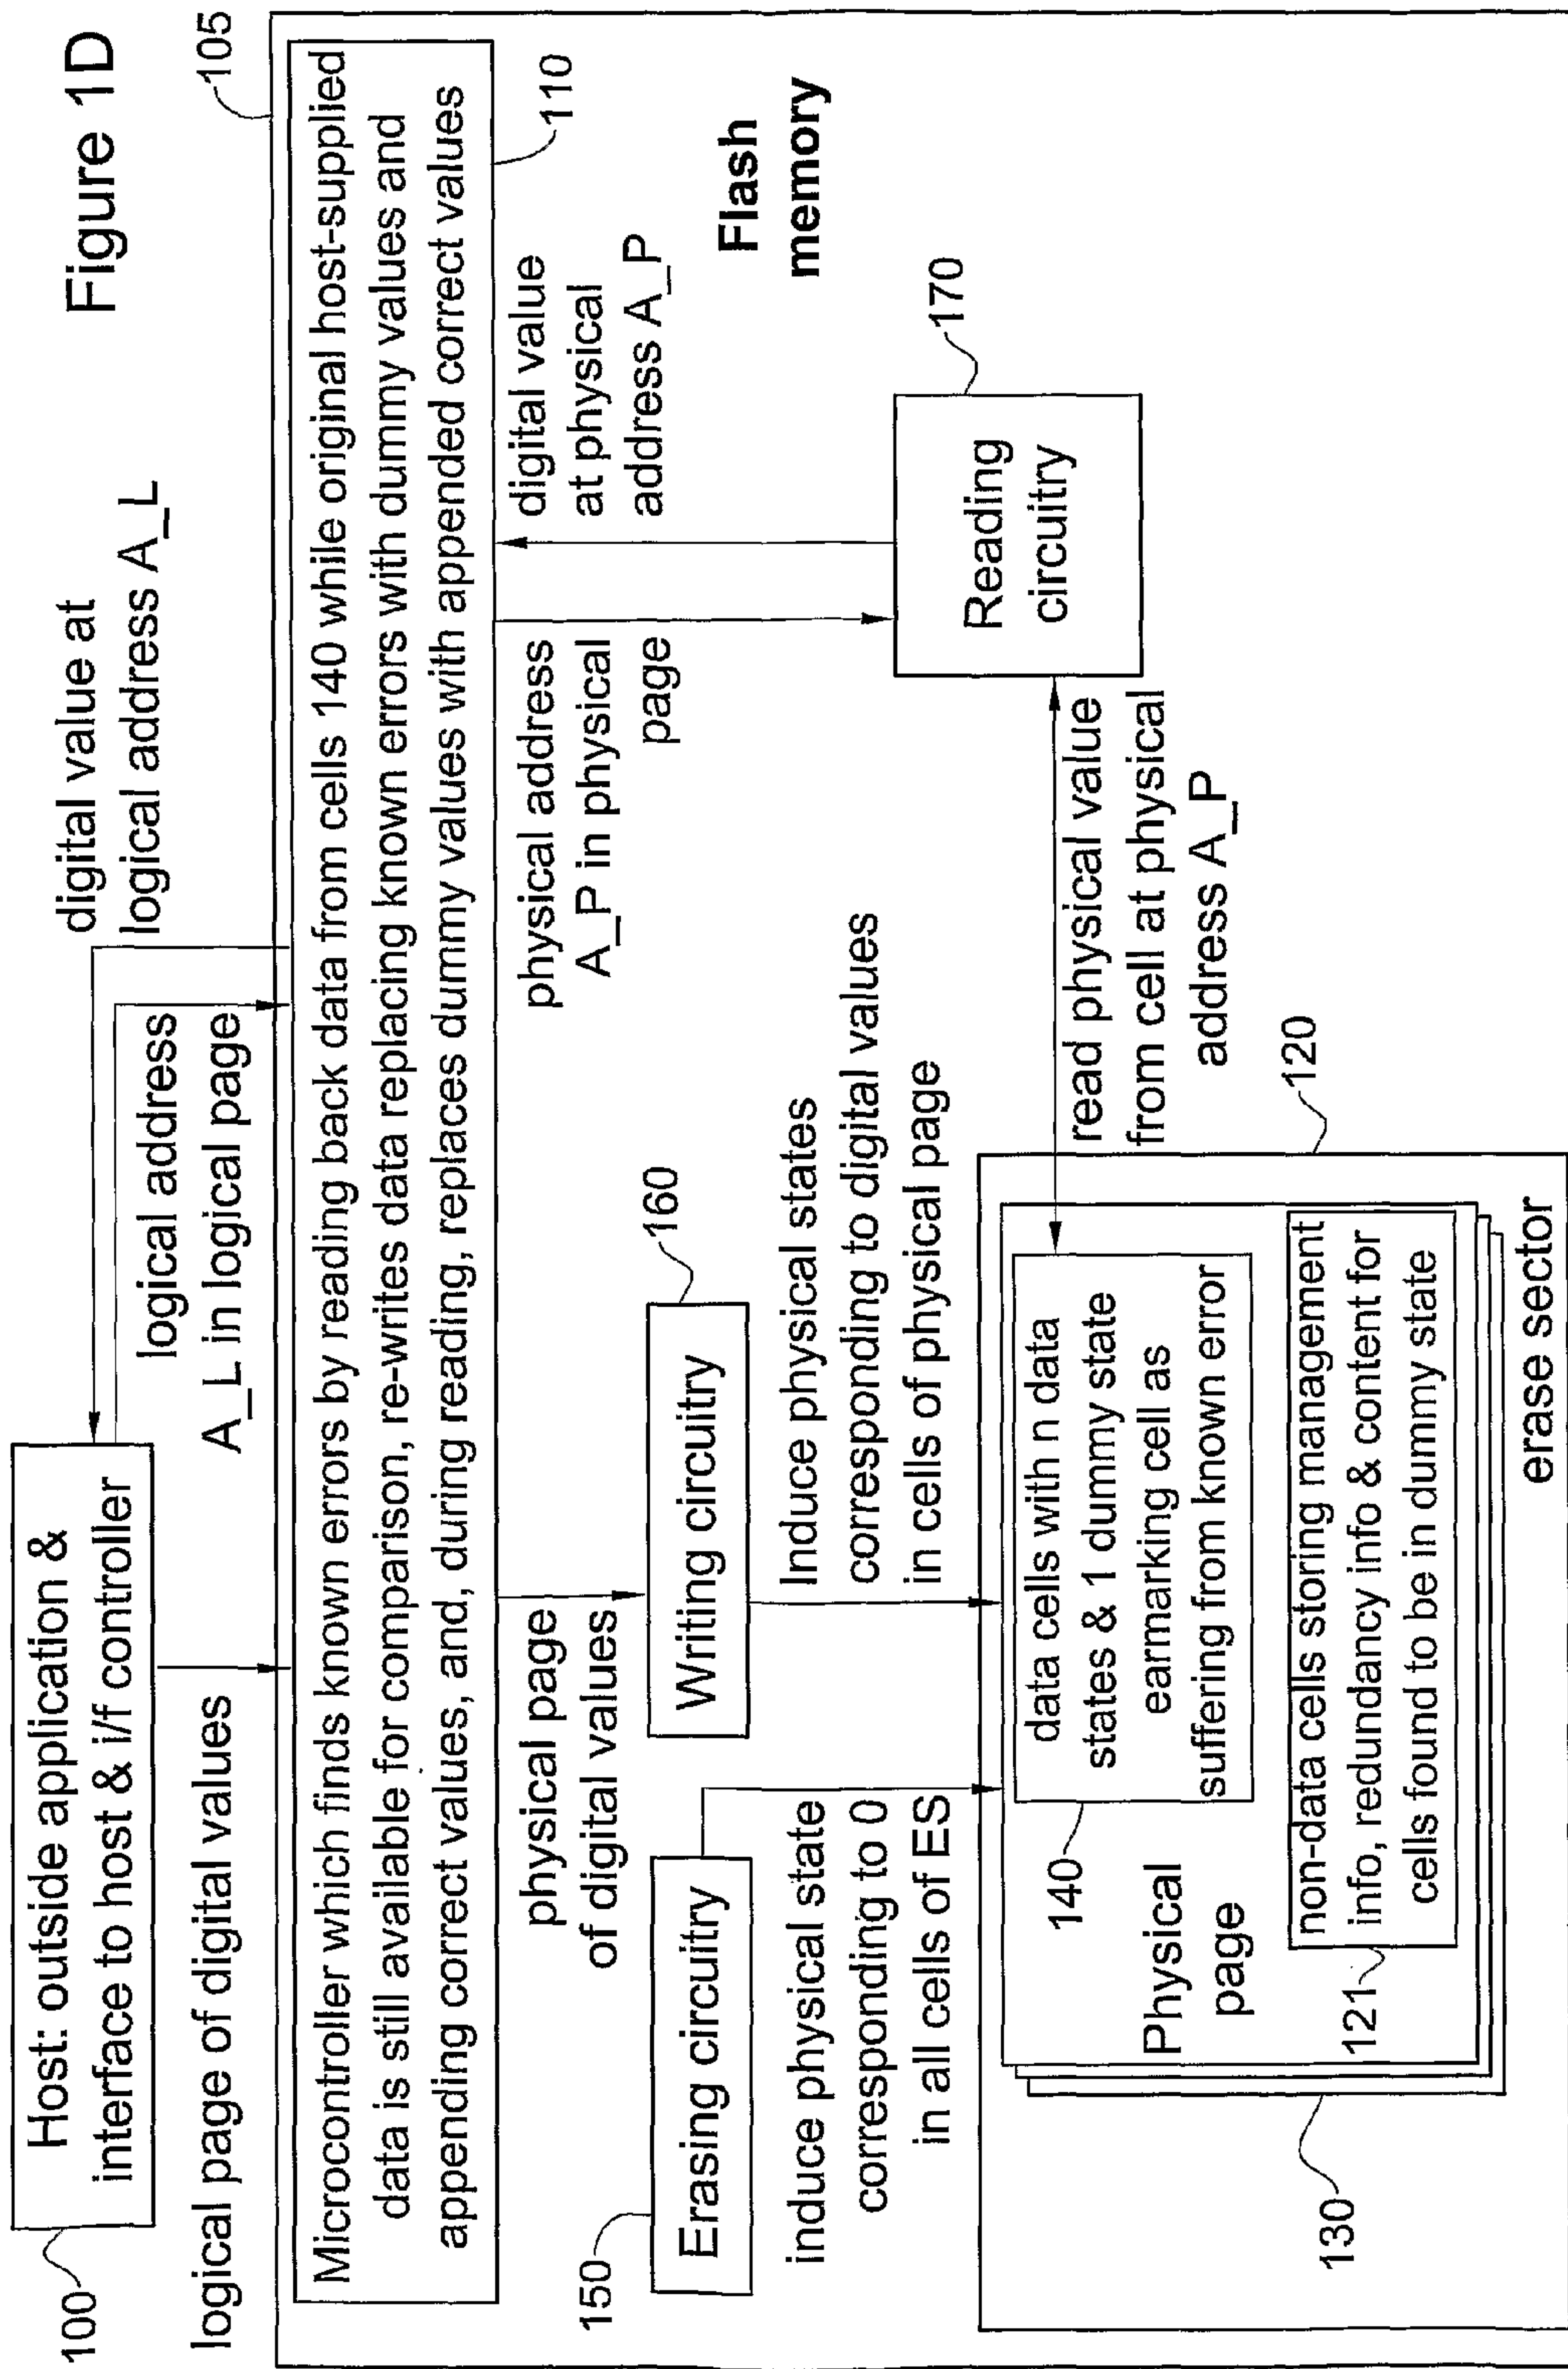 Figure 1D
100
Host: outside application &
interface to host & i/f controller
digital value at
logical address A_L
logical page of digital values
logical address
A_L in logical page
105
Microcontroller which finds known errors by reading back data from cells 140 while original host-supplied
data is still available for comparison, re-writes data replacing known errors with dummy values and
appending correct values, and, during reading, replaces dummy values with appended correct values
110
physical page
of digital values
physical address
A_P in physical
page
digital value
at physical
address A_P
Flash
memory
150
Erasing circuitry
160
Writing circuitry
170
Reading
circuitry
induce physical state
corresponding to 0
in all cells of ES
Induce physical states
corresponding to digital values
in cells of physical page
read physical value
from cell at physical
address A_P
120
140
data cells with n data
states & 1 dummy state
earmarking cell as
suffering from known error
Physical
page
121
non-data cells storing management
info, redundancy info & content for
cells found to be in dummy state
130
erase sector